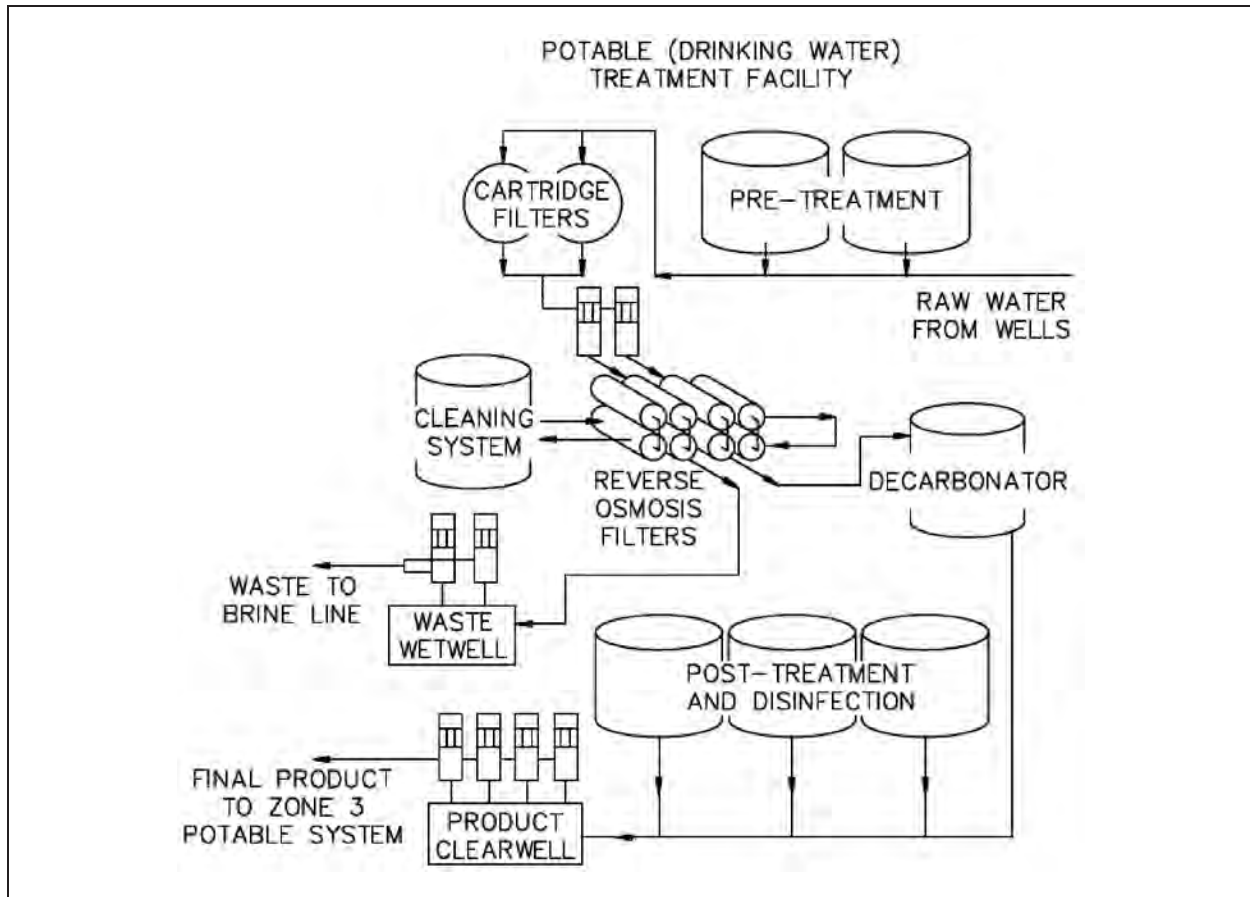 POTABLE (DRINKING WATER)
TREATMENT FACILITY
CARTRIDGE
FILTERS
PRE-TREATMENT
RAW WATER
FROM WELLS
CLEANING
SYSTEM
REVERSE
OSMOSIS
FILTERS
DECARBONATOR
WASTE TO
BRINE LINE
WASTE
WETWELL
POST-TREATMENT
AND DISINFECTION
FINAL PRODUCT
TO ZONE 3
POTABLE SYSTEM
PRODUCT
CLEARWELL